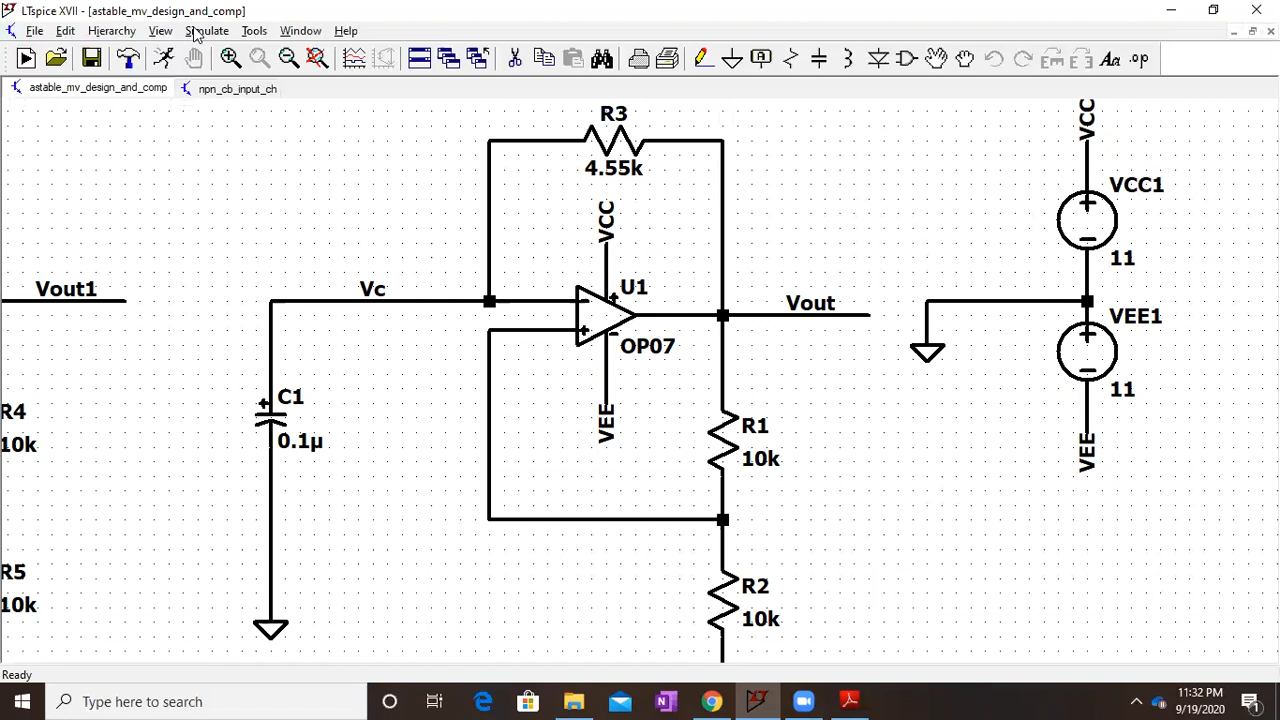 LTspice XVII - [astable_mv_design_and_comp]
File Edit Hierarchy View Simulate Tools Window Help
Aa .op
astable_mv_design_and_comp npn_cb_input_ch
R3
4.55k
VCC
VCC
VCC1
11
Vout1
Vc
U1
OP07
Vout
VEE1
11
C1
0.1µ
VEE
VEE
R4
10k
R1
10k
R5
10k
R2
10k
Ready
Type here to search
11:32 PM
9/19/2020